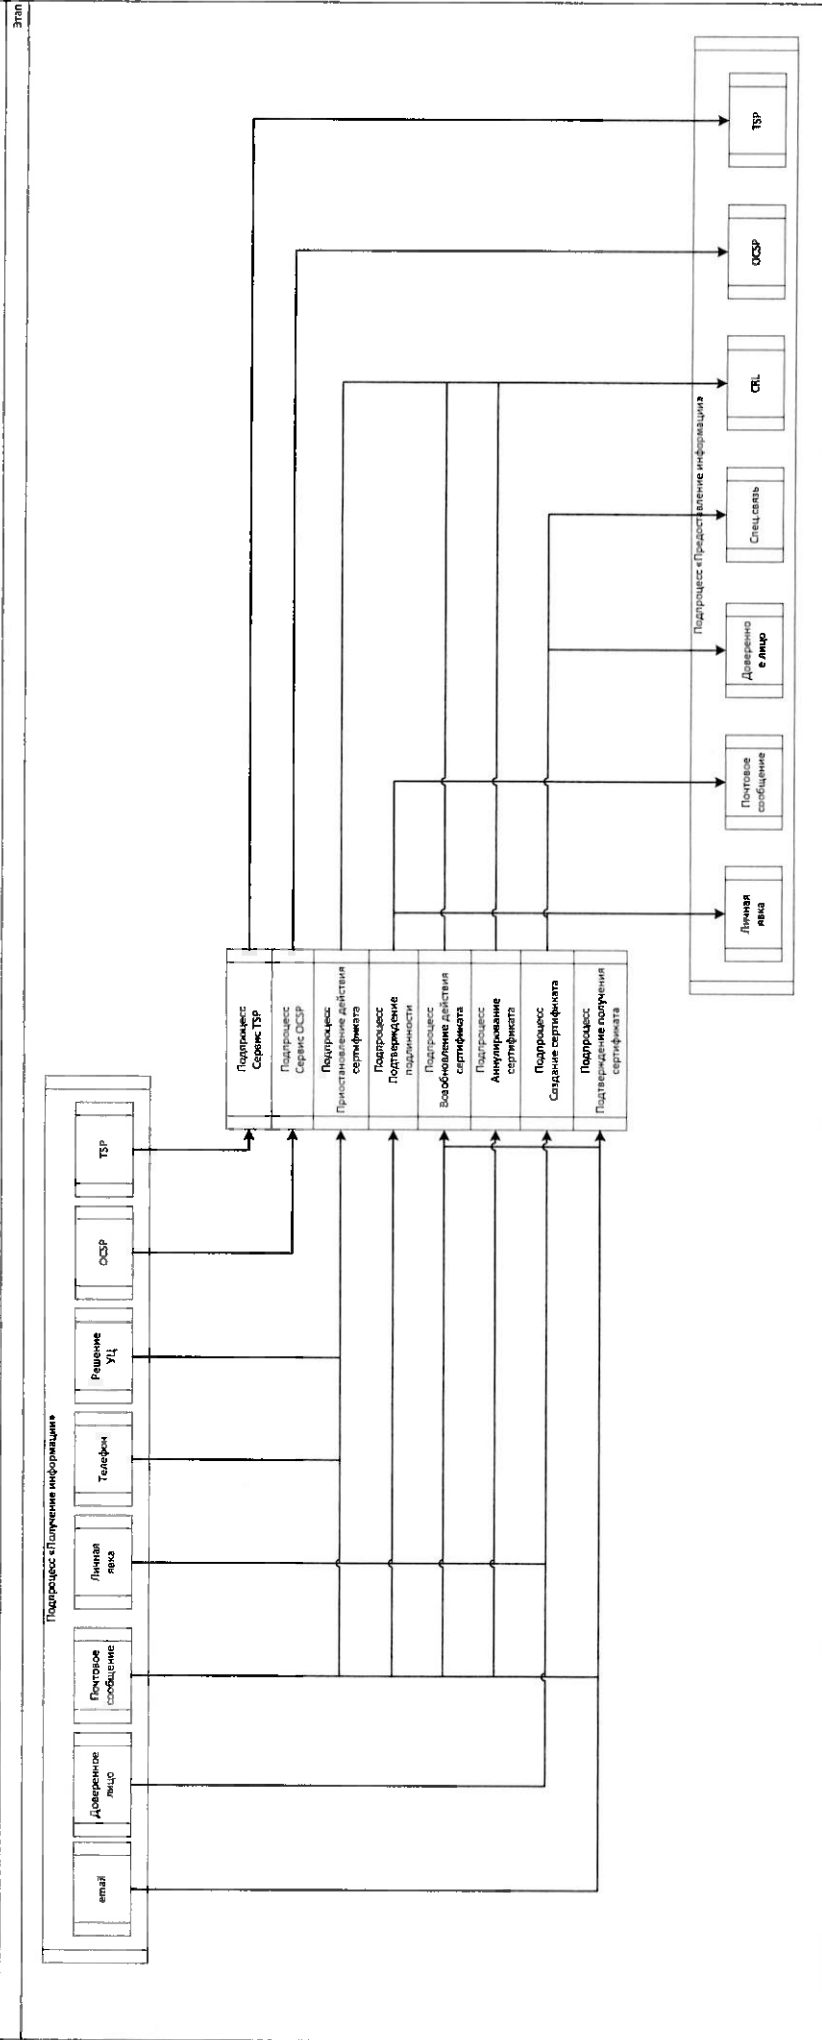 Этап
Подпроцесс «Получение информации»
email
Доверенное
лицо
Почтовое
сообщение
Личная
явка
Телефон
Решение
УЦ
OCSP
TSP
Подпроцесс
Сервис TSP
Подпроцесс
Сервис OCSP
Подпроцесс
Приостановление действия
сертификата
Подпроцесс
Подтверждение
подлинности
Подпроцесс
Возобновление действия
сертификата
Подпроцесс
Аннулирование
сертификата
Подпроцесс
Создание сертификата
Подпроцесс
Подтверждение получения
сертификата
Подпроцесс «Предоставление информации»
Личная
явка
Почтовое
сообщение
Доверенно
е лицо
Спец.связь
CRL
OCSP
TSP